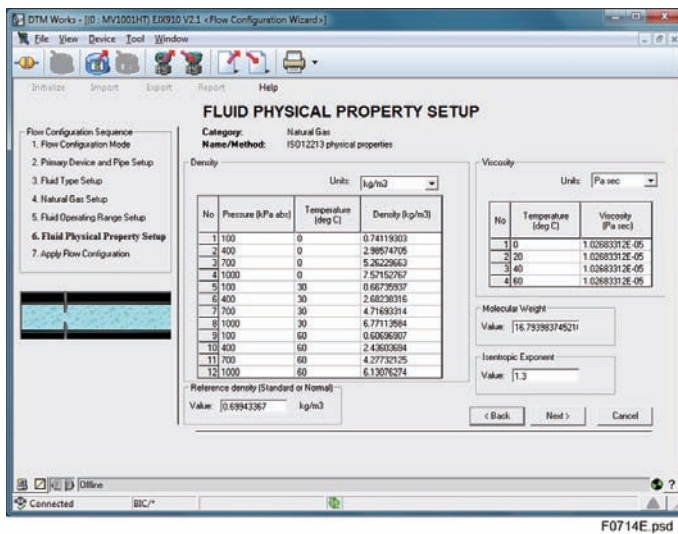 DTM Works - [(0 : MV1001HT) EJX910 V2.1 <Flow Configuration Wizard>]
File View Device Tool Window
Initialize Import Export Report Help
FLUID PHYSICAL PROPERTY SETUP
Category: Natural Gas
Name/Method: ISO12213 physical properties
Flow Configuration Sequence
1. Flow Configuration Mode
2. Primary Device and Pipe Setup
3. Fluid Type Setup
4. Natural Gas Setup
5. Fluid Operating Range Setup
6. Fluid Physical Property Setup
7. Apply Flow Configuration
Density
Units: kg/m3
No Pressure (kPa abs) Temperature (deg C) Density (kg/m3)
1 100 0 0.74119303
2 400 0 2.98574705
3 700 0 5.26229663
4 1000 0 7.57152767
5 100 30 0.66735937
6 400 30 2.68238316
7 700 30 4.71693314
8 1000 30 6.77113584
9 100 60 0.60696907
10 400 60 2.43603694
11 700 60 4.27732125
12 1000 60 6.13076274
Reference density (Standard or Normal)
Value: 0.69943367 kg/m3
Viscosity
Units: Pa sec
No Temperature (deg C) Viscosity (Pa sec)
1 0 1.02683312E-05
2 20 1.02683312E-05
3 40 1.02683312E-05
4 60 1.02683312E-05
Molecular Weight
Value: 16.7939837452
Isentropic Exponent
Value: 1.3
< Back Next > Cancel
Offline
Connected BIC/*
F0714E.psd